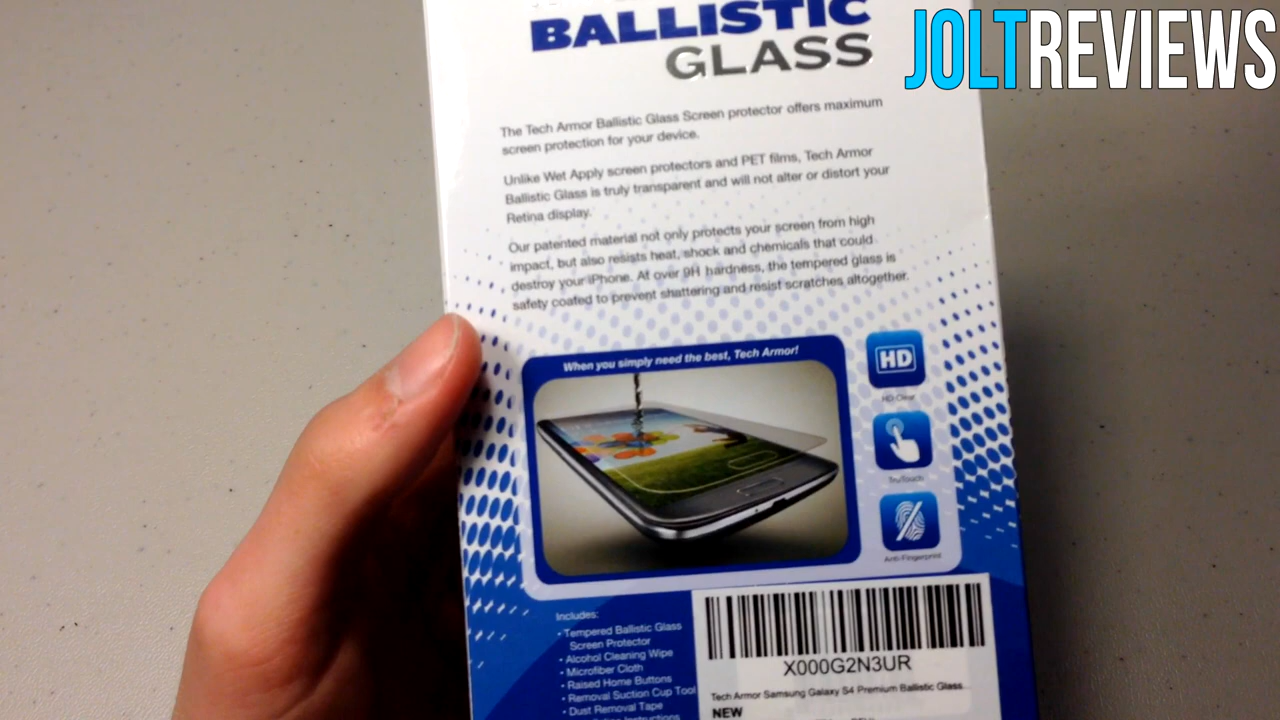 JOLTREVIEWS
BALLISTIC
GLASS
The Tech Armor Ballistic Glass Screen protector offers maximum
screen protection for your device.
Unlike Wet Apply screen protectors and PET films, Tech Armor
Ballistic Glass is truly transparent and will not alter or distort your
Retina display.
Our patented material not only protects your screen from high
impact, but also resists heat, shock and chemicals that could
destroy your iPhone. At over 9H hardness, the tempered glass is
safety coated to prevent shattering and resist scratches altogether.
When you simply need the best, Tech Armor!
HD
HD Clear
TruTouch
Anti-Fingerprint
Includes:
• Tempered Ballistic Glass
Screen Protector
• Alcohol Cleaning Wipe
• Microfiber Cloth
• Raised Home Buttons
• Removal Suction Cup Tool
• Dust Removal Tape
Instructions
X000G2N3UR
Tech Armor Samsung Galaxy S4 Premium Ballistic Glass
NEW